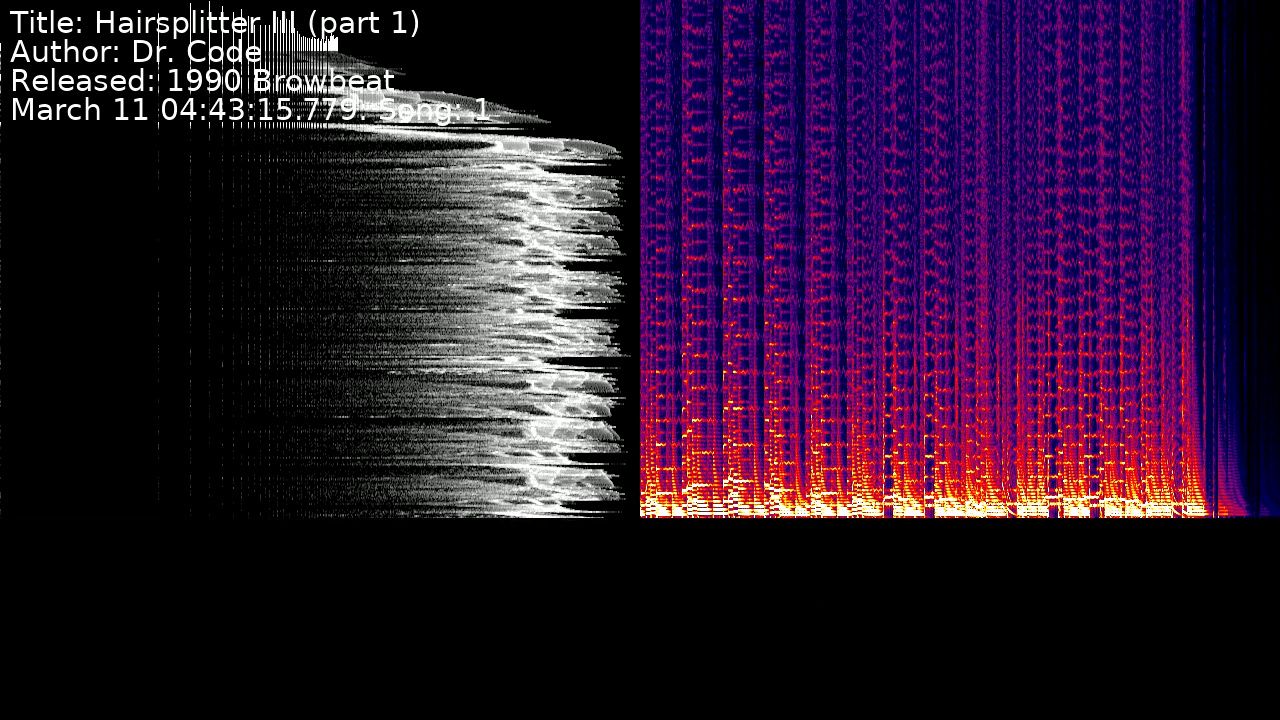 Title: Hairsplitter III (part 1)
Author: Dr. Code
Released: 1990 Browbeat
March 11 04:43:15.779: Song: 1